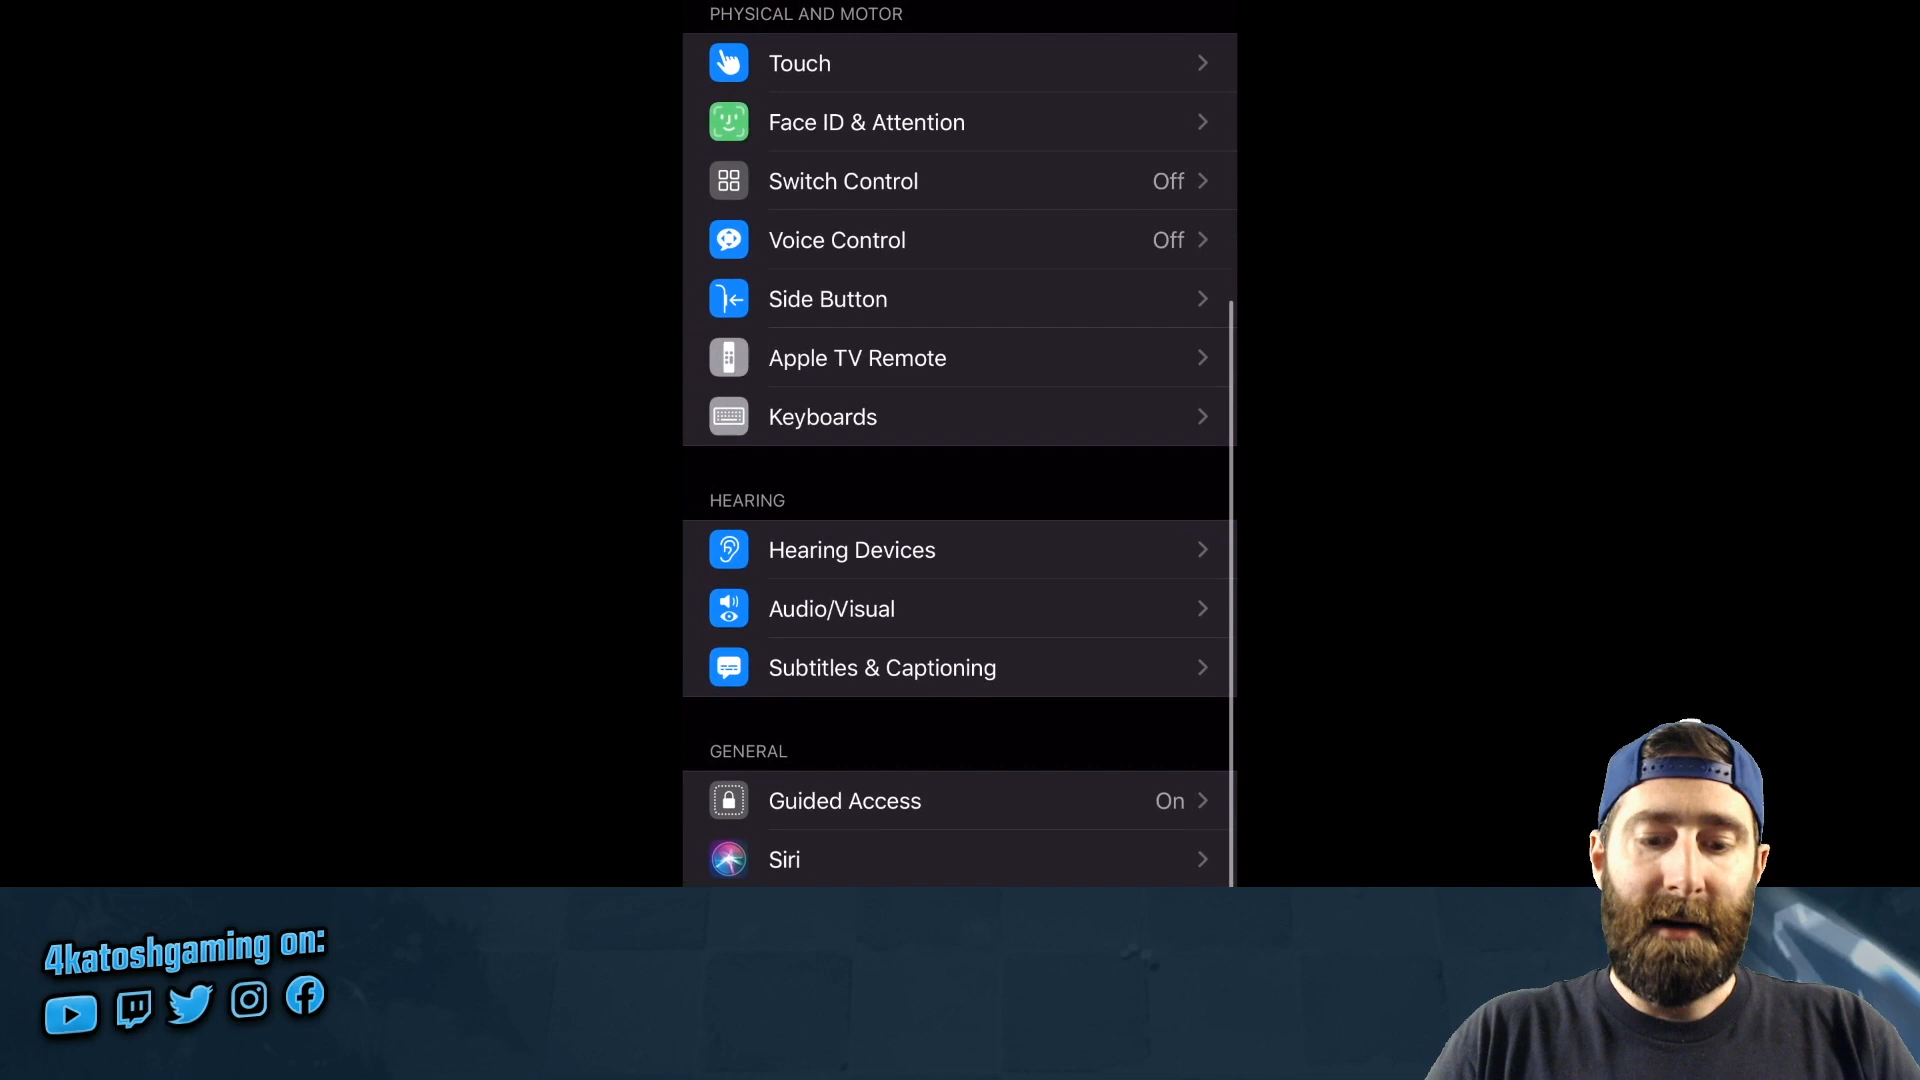 PHYSICAL AND MOTOR
Touch
Face ID & Attention
Switch Control Off
Voice Control Off
Side Button
Apple TV Remote
Keyboards
HEARING
Hearing Devices
Audio/Visual
Subtitles & Captioning
GENERAL
Guided Access On
Siri
4katoshgaming on: